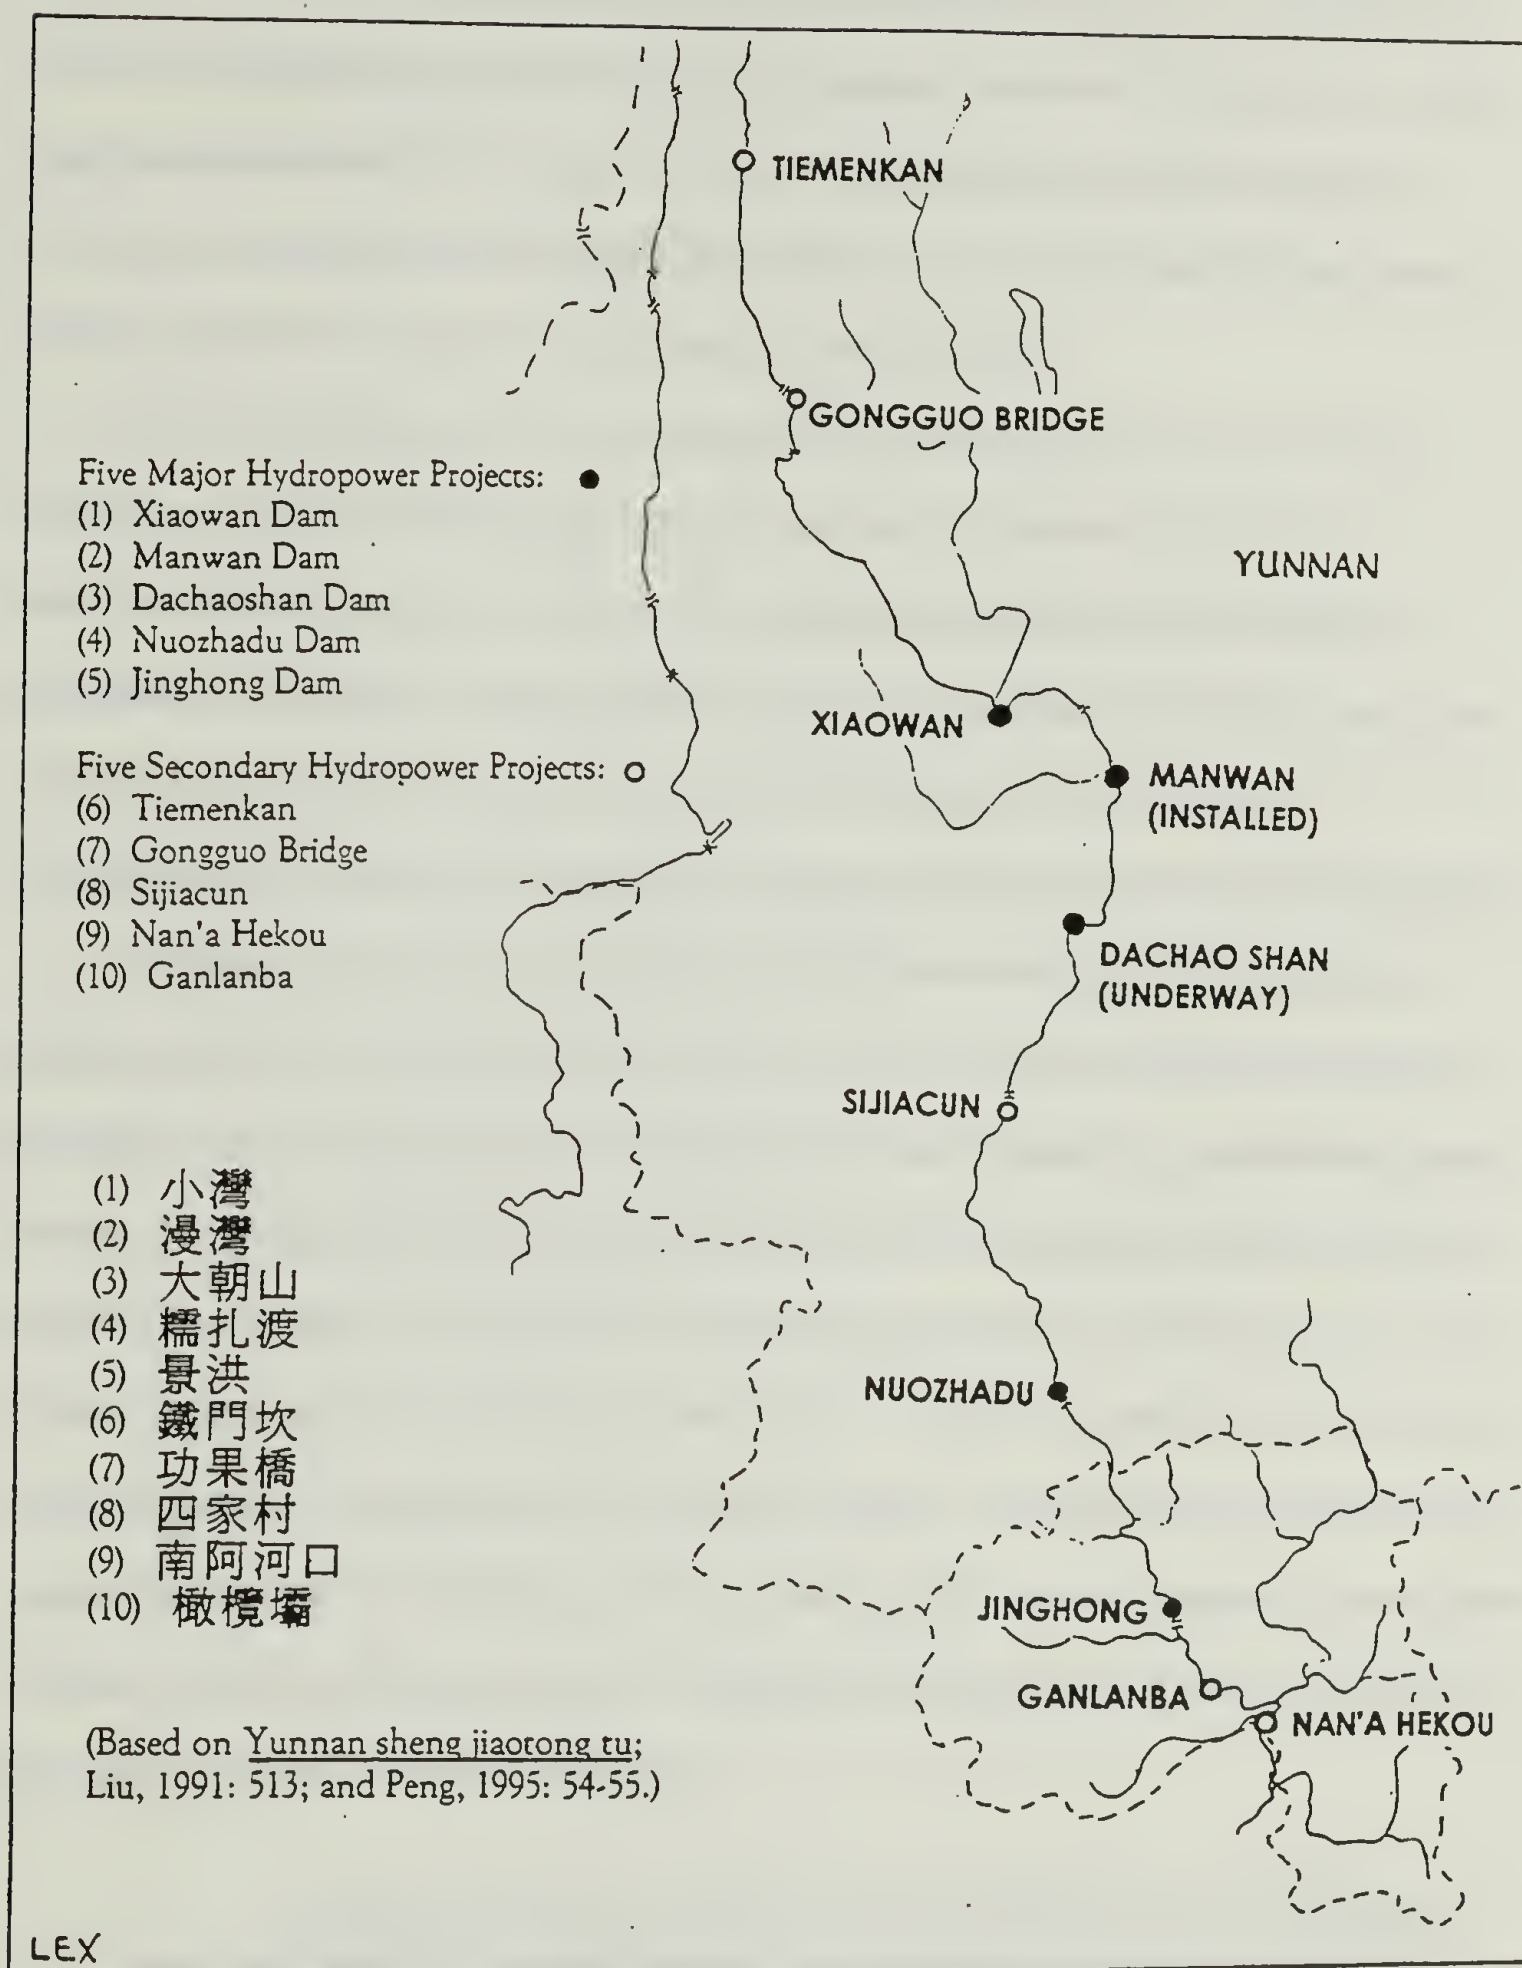 TIEMENKAN
GONGGUO BRIDGE
Five Major Hydropower Projects:
(1) Xiaowan Dam
(2) Manwan Dam
(3) Dachaoshan Dam
(4) Nuozhadu Dam
(5) Jinghong Dam
YUNNAN
XIAOWAN
Five Secondary Hydropower Projects:
(6) Tiemenkan
(7) Gongguo Bridge
(8) Sijiacun
(9) Nan'a Hekou
(10) Ganlanba
MANWAN
(INSTALLED)
DACHAO SHAN
(UNDERWAY)
SIJIACUN
(1) 小灣
(2) 漫灣
(3) 大朝山
(4) 糯扎渡
(5) 景洪
(6) 鐵門坎
(7) 功果橋
(8) 四家村
(9) 南阿河口
(10) 橄欖壩
NUOZHADU
JINGHONG
GANLANBA
NAN'A HEKOU
(Based on Yunnan sheng jiaotong tu;
Liu, 1991: 513; and Peng, 1995: 54-55.)
LEX